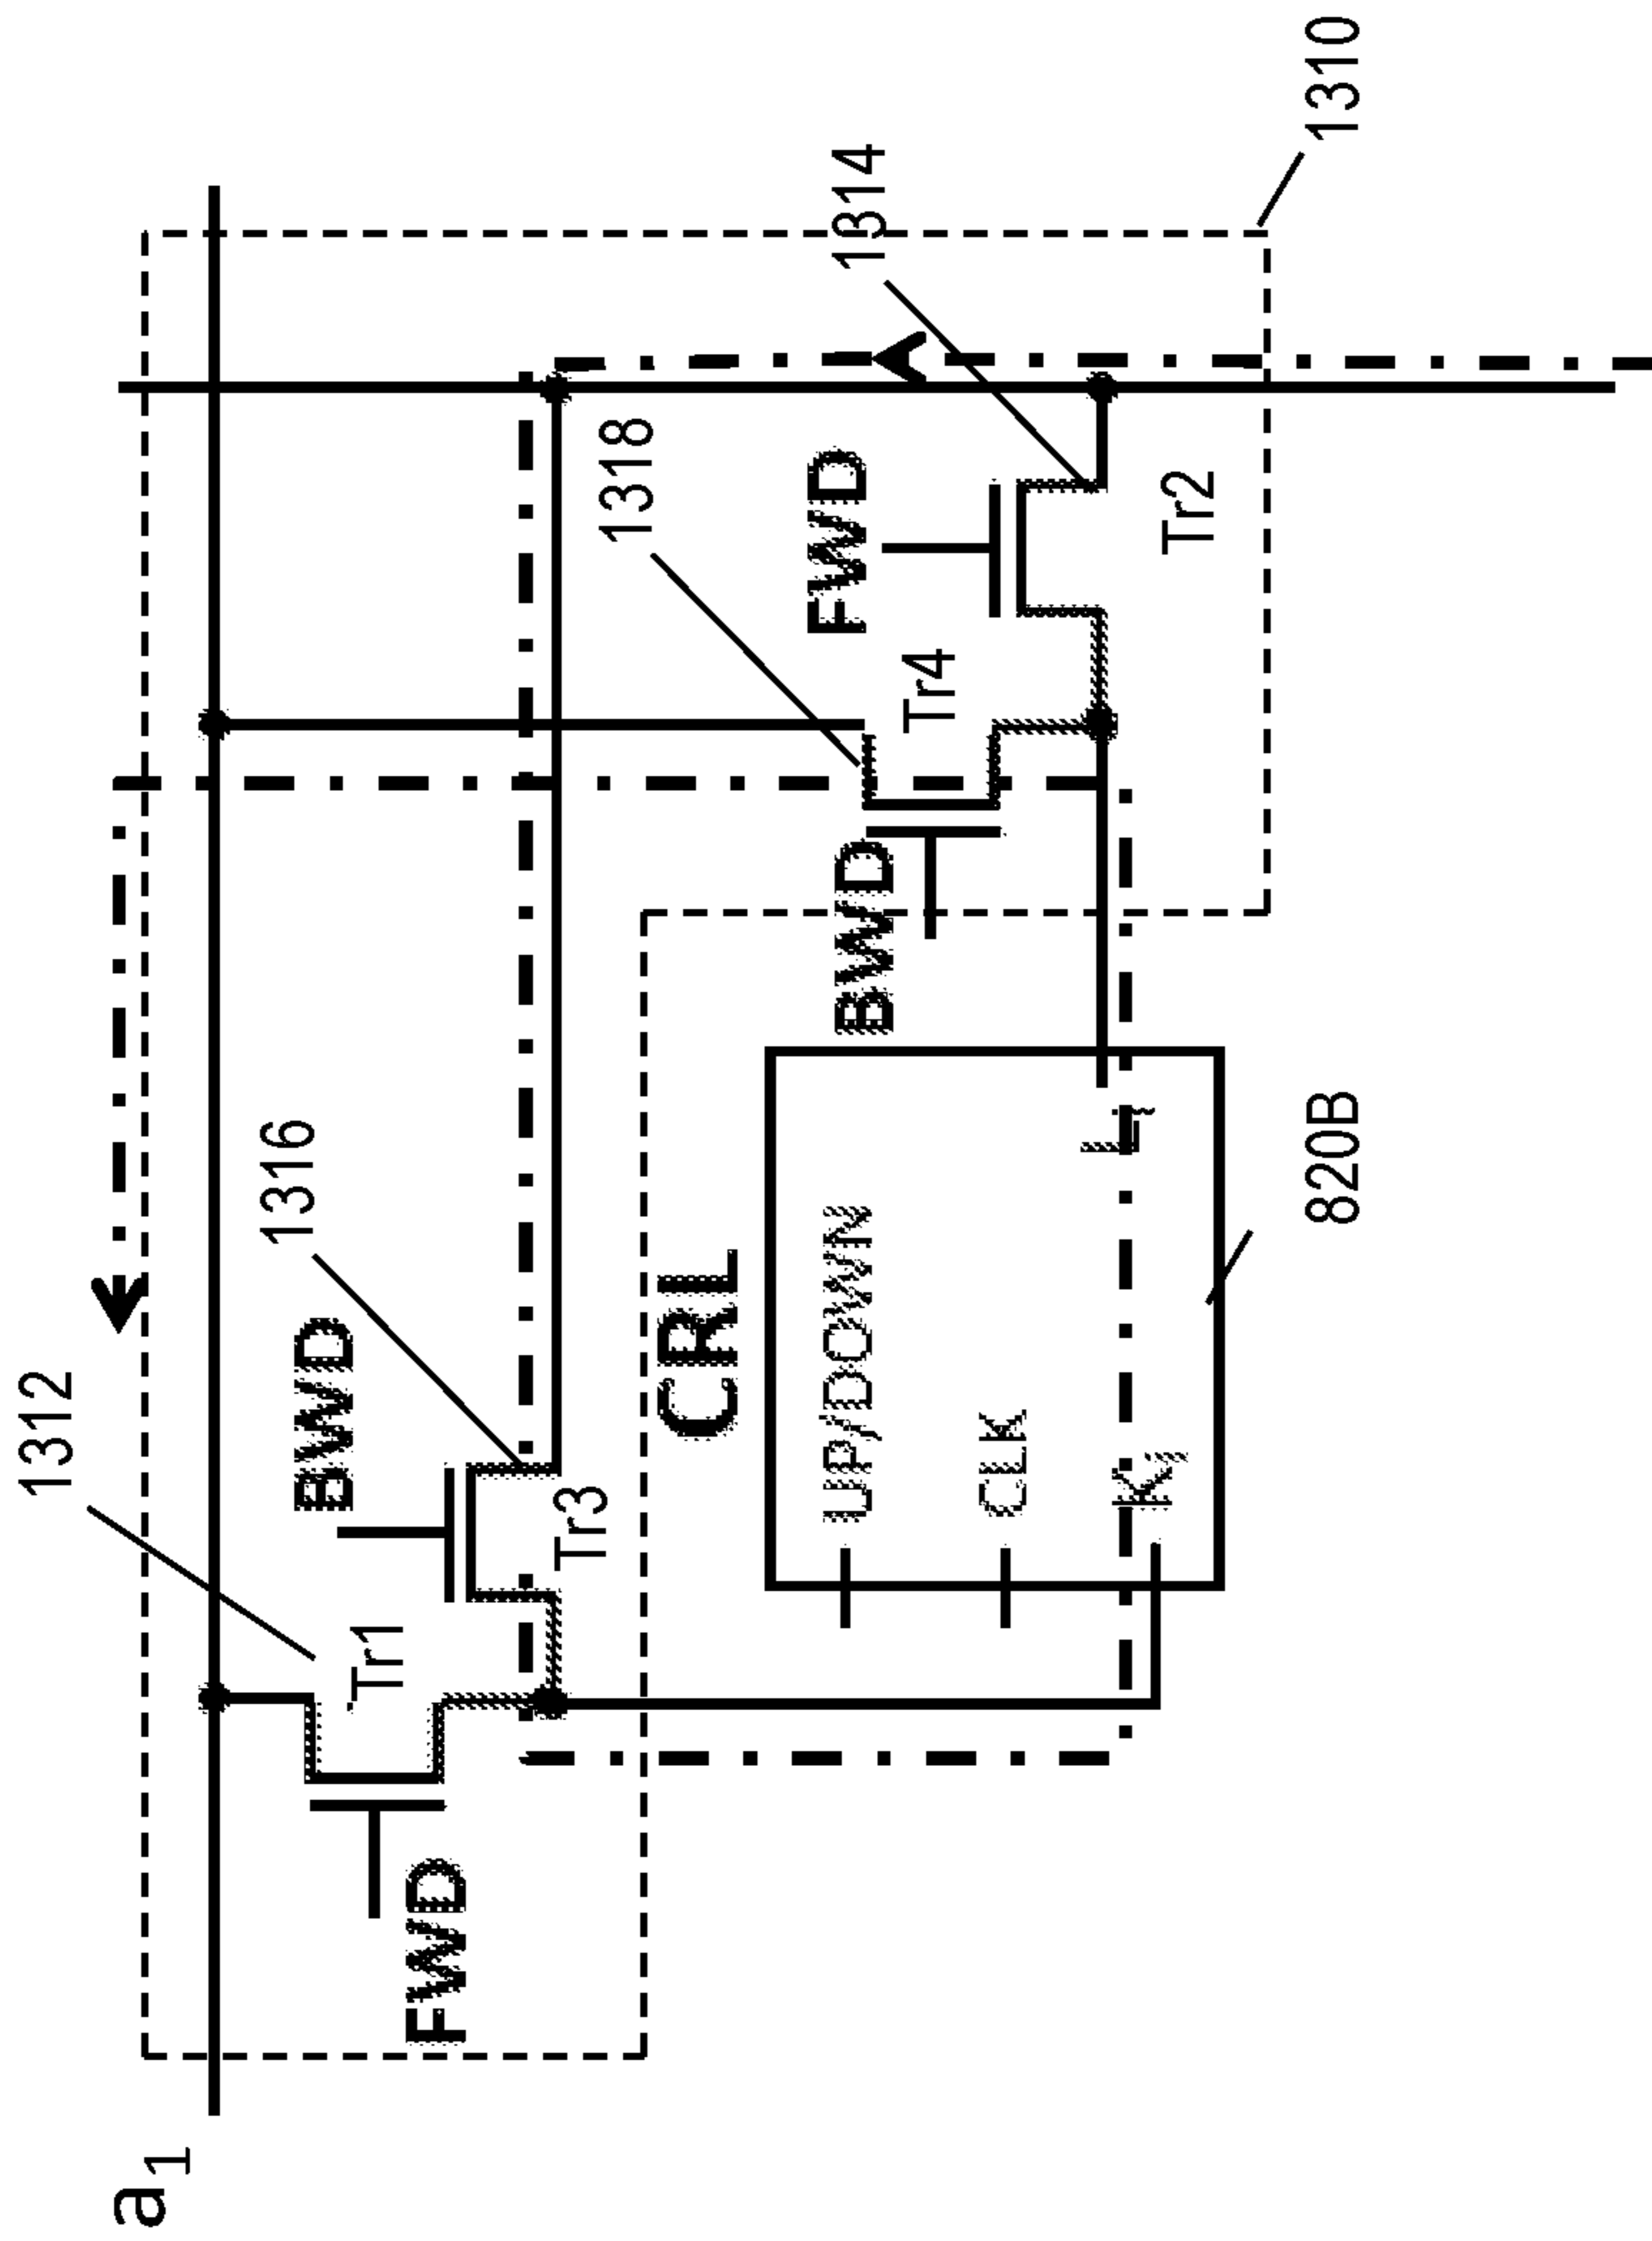 1312
a1
1316
BWD
Tr1
FWD
Tr3
1318
CRL
FWD
UP/DOWN
1314
BWD
Tr4
CLK
Li
Kj
Tr2
820B
1310